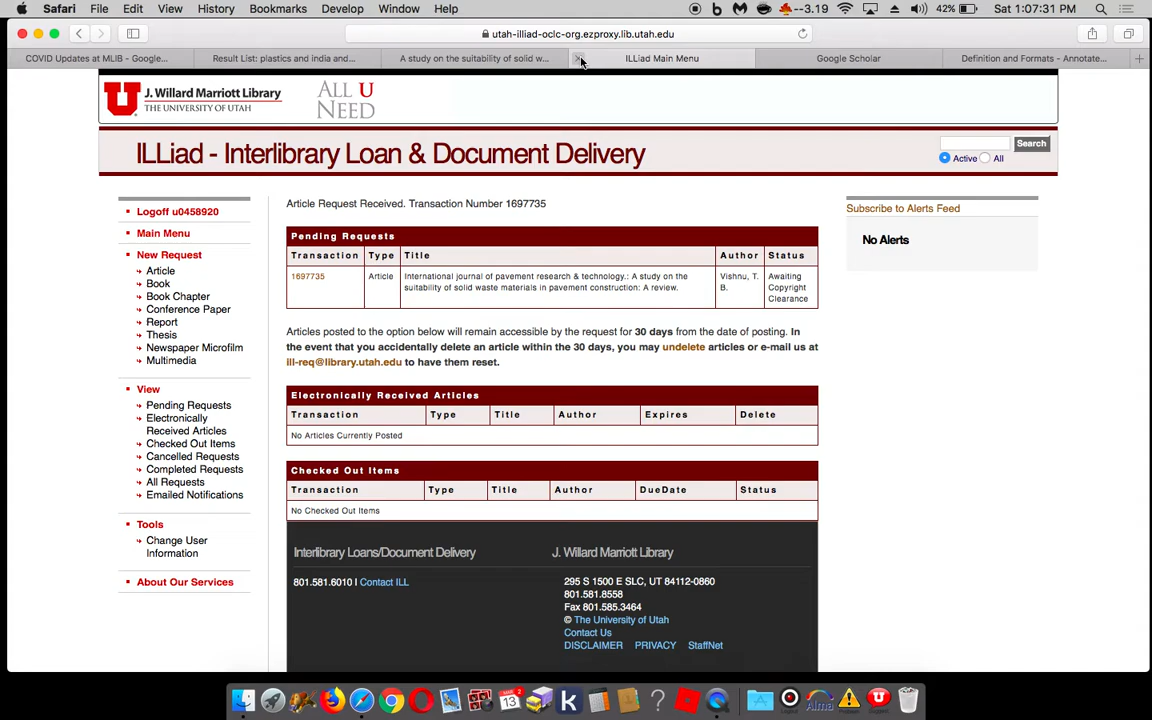 Safari File Edit View History Bookmarks Develop Window Help --3.19 42% Sat 1:07:31 PM
utah-illiad-oclc-org.ezproxy.lib.utah.edu
COVID Updates at MLIB - Google... Result List: plastics and india and... A study on the suitability of solid w... ILLiad Main Menu Google Scholar Definition and Formats - Annotate...
J. Willard Marriott Library
THE UNIVERSITY OF UTAH
ALL U
NEED
ILLiad - Interlibrary Loan & Document Delivery
Search
Active All
Logoff u0458920
Main Menu
New Request
Article
Book
Book Chapter
Conference Paper
Report
Thesis
Newspaper Microfilm
Multimedia
View
Pending Requests
Electronically
Received Articles
Checked Out Items
Cancelled Requests
Completed Requests
All Requests
Emailed Notifications
Tools
Change User
Information
About Our Services
Article Request Received. Transaction Number 1697735
Pending Requests
Transaction Type Title Author Status
1697735 Article International journal of pavement research & technology.: A study on the suitability of solid waste materials in pavement construction: A review. Vishnu, T. B. Awaiting Copyright Clearance
Articles posted to the option below will remain accessible by the request for 30 days from the date of posting. In
the event that you accidentally delete an article within the 30 days, you may undelete articles or e-mail us at
ill-req@library.utah.edu to have them reset.
Electronically Received Articles
Transaction Type Title Author Expires Delete
No Articles Currently Posted
Checked Out Items
Transaction Type Title Author DueDate Status
No Checked Out Items
Interlibrary Loans/Document Delivery
801.581.6010 | Contact ILL
J. Willard Marriott Library
295 S 1500 E SLC, UT 84112-0860
801.581.8558
Fax 801.585.3464
© The University of Utah
Contact Us
DISCLAIMER PRIVACY StaffNet
Subscribe to Alerts Feed
No Alerts
MAR
13
2
Alma